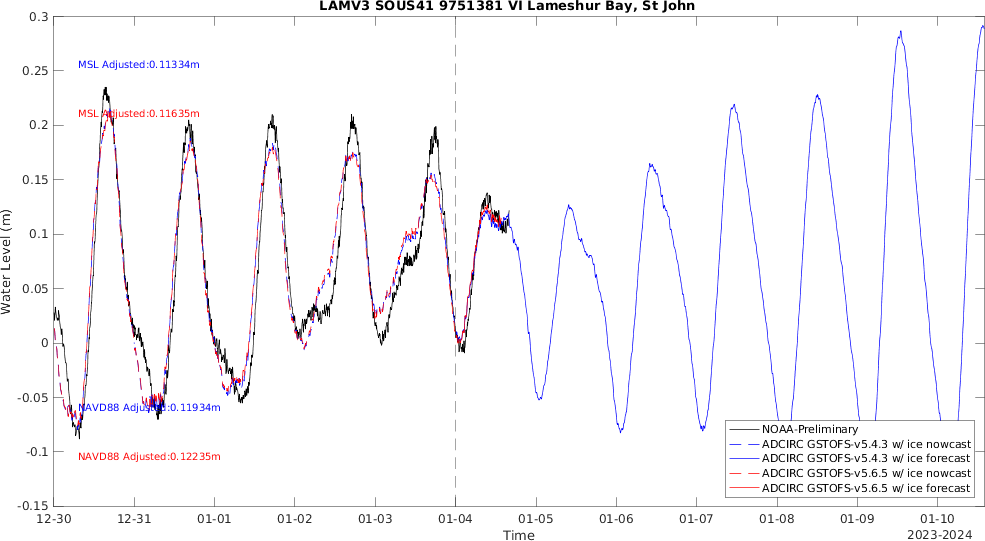 LAMV3 SOUS41 9751381 VI Lameshur Bay, St John
0.3
0.25
0.2
0.15
0.1
0.05
0
-0.05
-0.1
-0.15
Water Level (m)
MSL Adjusted:0.11334m
MSL Adjusted:0.11635m
NAVD88 Adjusted:0.11934m
NAVD88 Adjusted:0.12235m
NOAA-Preliminary
ADCIRC GSTOFS-v5.4.3 w/ ice nowcast
ADCIRC GSTOFS-v5.4.3 w/ ice forecast
ADCIRC GSTOFS-v5.6.5 w/ ice nowcast
ADCIRC GSTOFS-v5.6.5 w/ ice forecast
12-30 12-31 01-01 01-02 01-03 01-04 01-05 01-06 01-07 01-08 01-09 01-10
Time
2023-2024